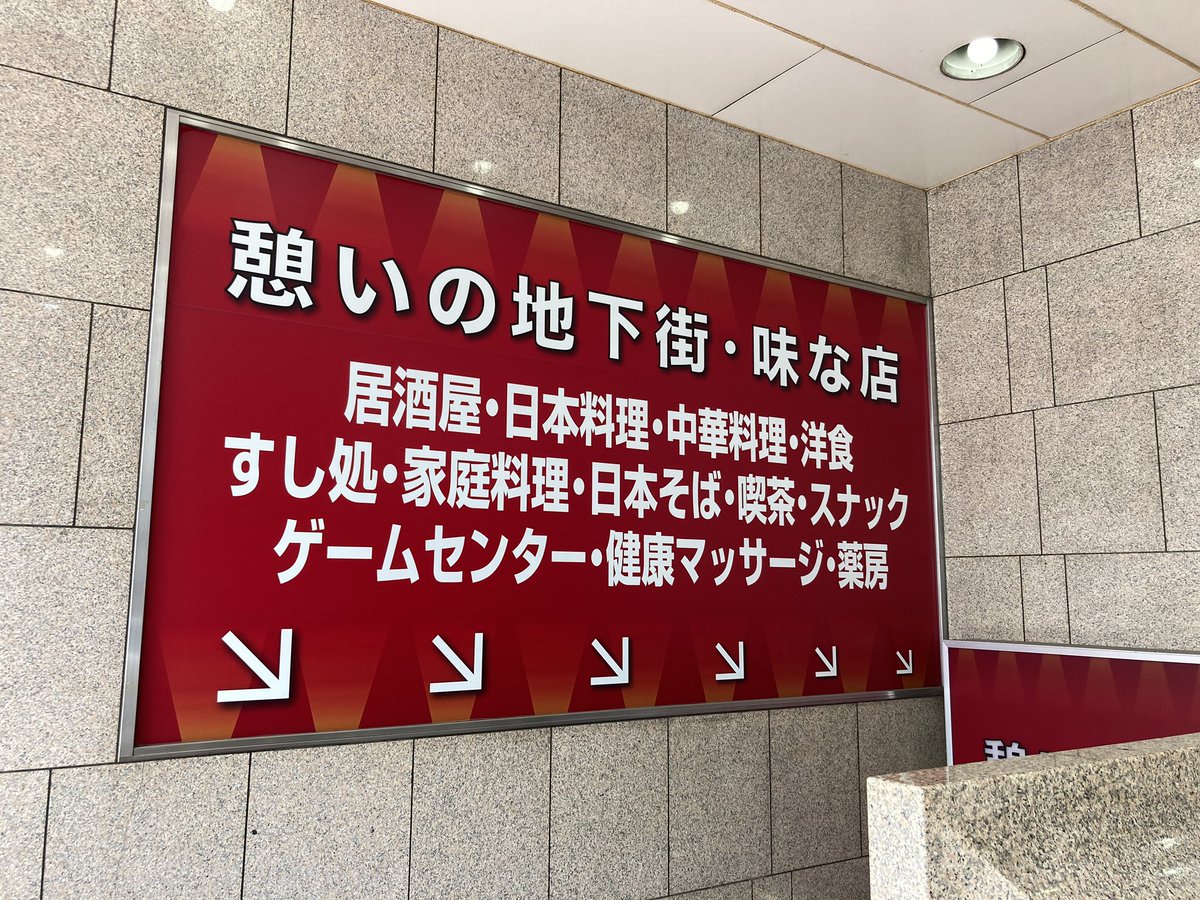 憩いの地下街・味な店
居酒屋・日本料理・中華料理・洋食
すし処・家庭料理・日本そば・喫茶・スナック
ゲームセンター・健康マッサージ・薬房
憩い